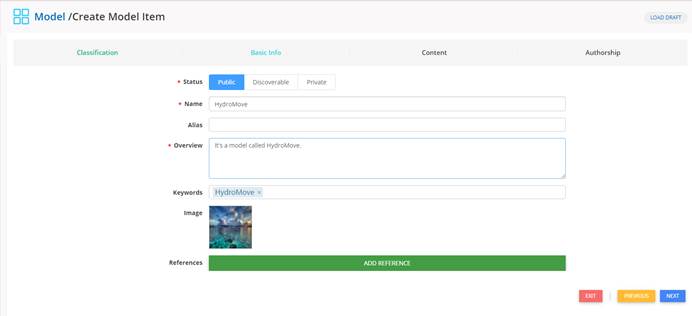 Model /Create Model Item
LOAD DRAFT
Classification Basic Info Content Authorship
* Status Public Discoverable Private
* Name HydroMove
Alias
* Overview It's a model called HydroMove.
Keywords HydroMove ×
Image
References ADD REFERENCE
EXIT | PREVIOUS NEXT